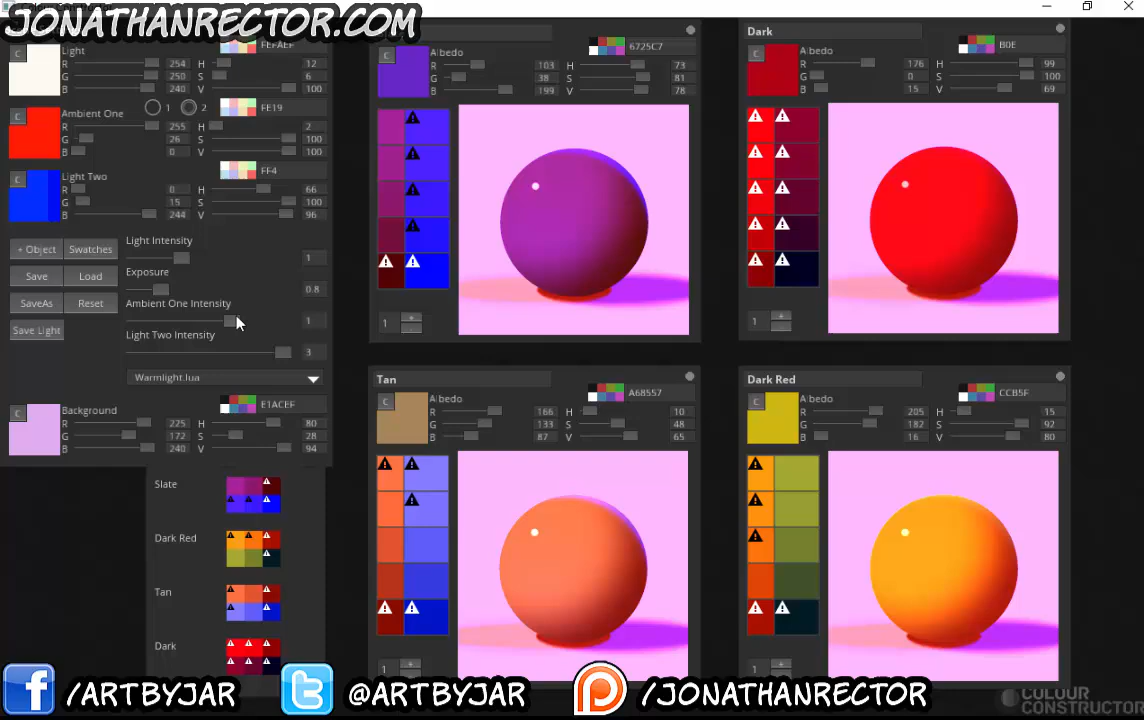 JONATHANRECTOR.COM
Light
FEFAEF
R 254 H 12
G 250 S 6
B 240 V 94
Ambient One
1 2
FE19
R 255 H 2
G 26 S 100
B 0 V 100
Light Two
FF4
R 0 H 66
G 15 S 100
B 244 V 96
+ Object
Swatches
Save
Load
SaveAs
Reset
Save Light
Light Intensity
1
Exposure
0.8
Ambient One Intensity
1
Light Two Intensity
3
Warmlight.lua
Background
E1ACEF
R 225 H 80
G 172 S 28
B 240 V 94
Slate
Dark Red
Tan
Dark
C
Albedo
6725C7
R 103 H 73
G 38 S 81
B 199 V 78
1
+
-
Dark
C
Albedo
B0E
R 176 H 99
G 0 S 100
B 15 V 69
1
+
-
Tan
C
Albedo
A68557
R 166 H 10
G 133 S 48
B 87 V 65
1
+
Dark Red
C
Albedo
CCB5F
R 205 H 15
G 182 S 92
B 16 V 80
1
+
/ARTBYJAR
@ARTBYJAR
/JONATHANRECTOR
COLOUR
CONSTRUCTOR